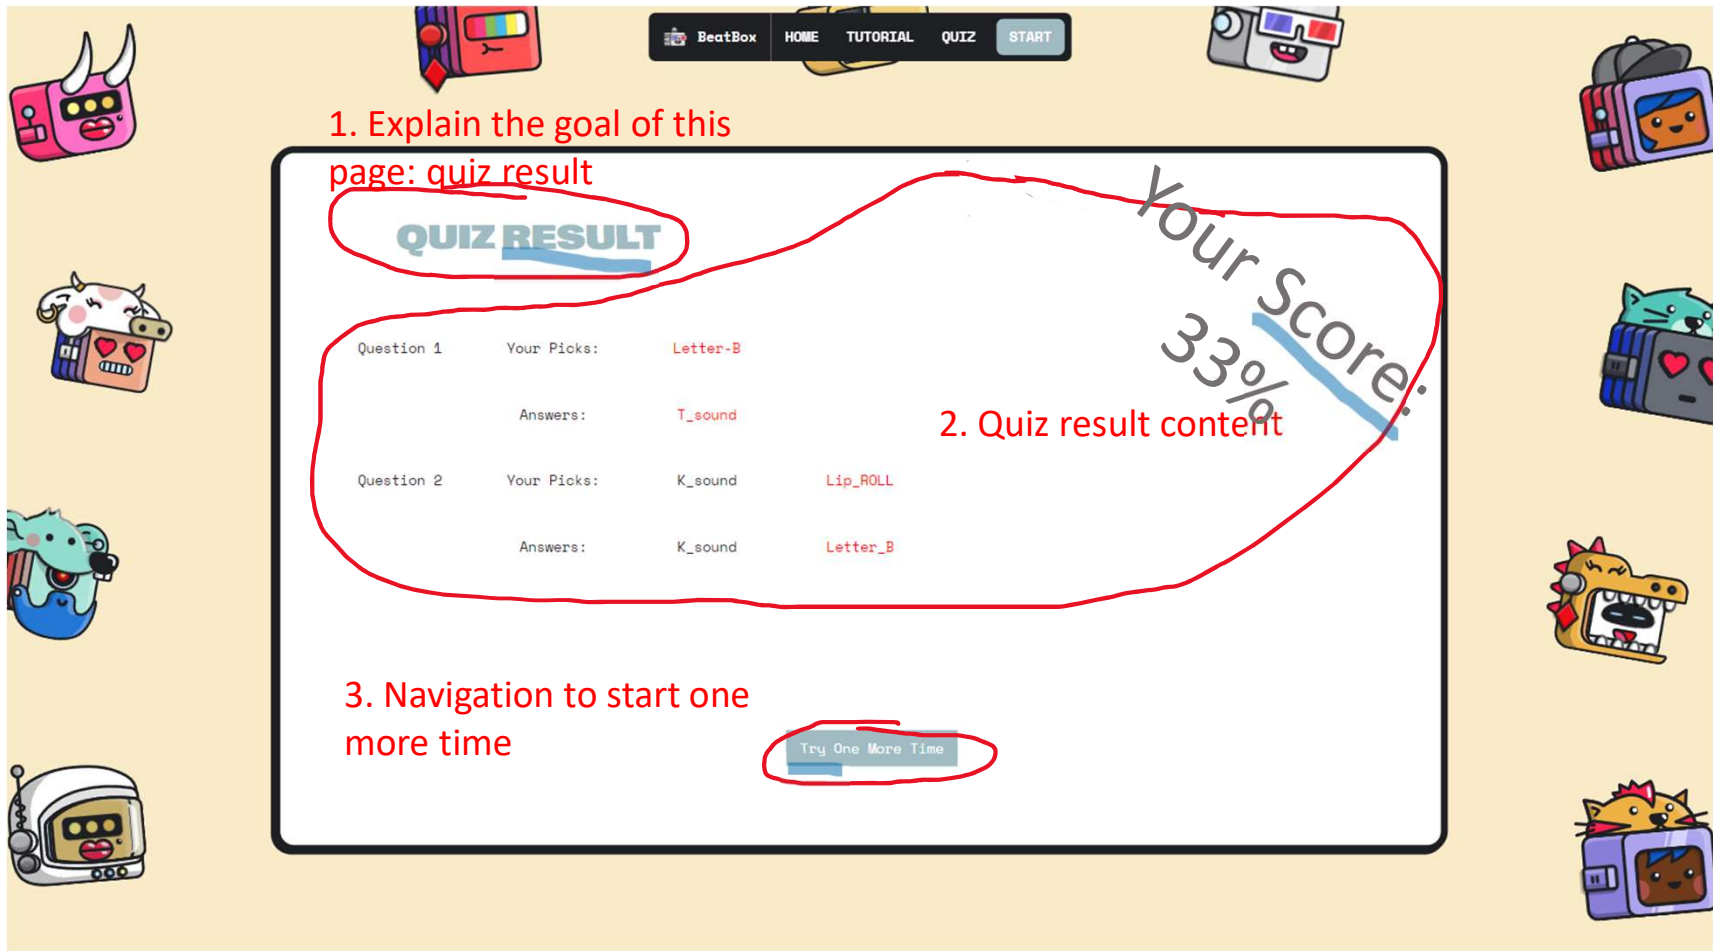 BeatBox HOME TUTORIAL QUIZ START
1. Explain the goal of this
page: quiz result
QUIZ RESULT
Your Score:
33%
Question 1 Your Picks: Letter-B
Answers: T_sound
2. Quiz result content
Question 2 Your Picks: K_sound Lip_ROLL
Answers: K_sound Letter_B
3. Navigation to start one
more time
Try One More Time